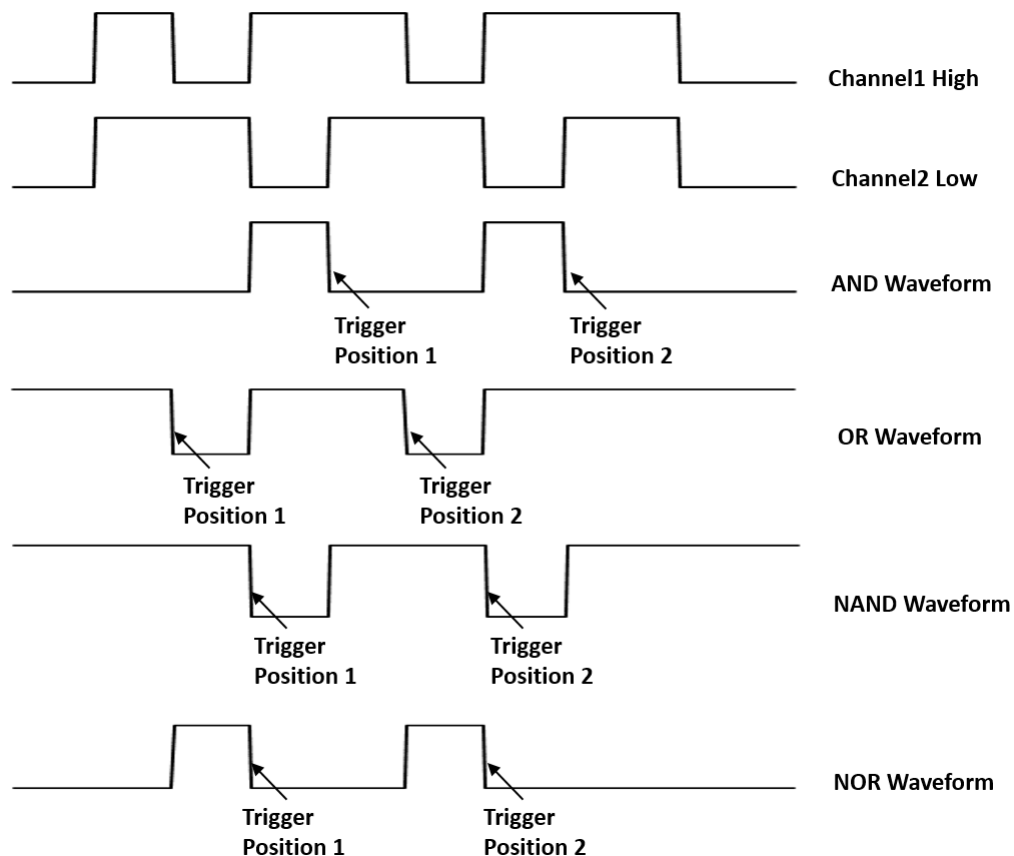 Channel1 High
Channel2 Low
AND Waveform
Trigger
Position 1
Trigger
Position 2
OR Waveform
Trigger
Position 1
Trigger
Position 2
NAND Waveform
Trigger
Position 1
Trigger
Position 2
NOR Waveform
Trigger
Position 1
Trigger
Position 2